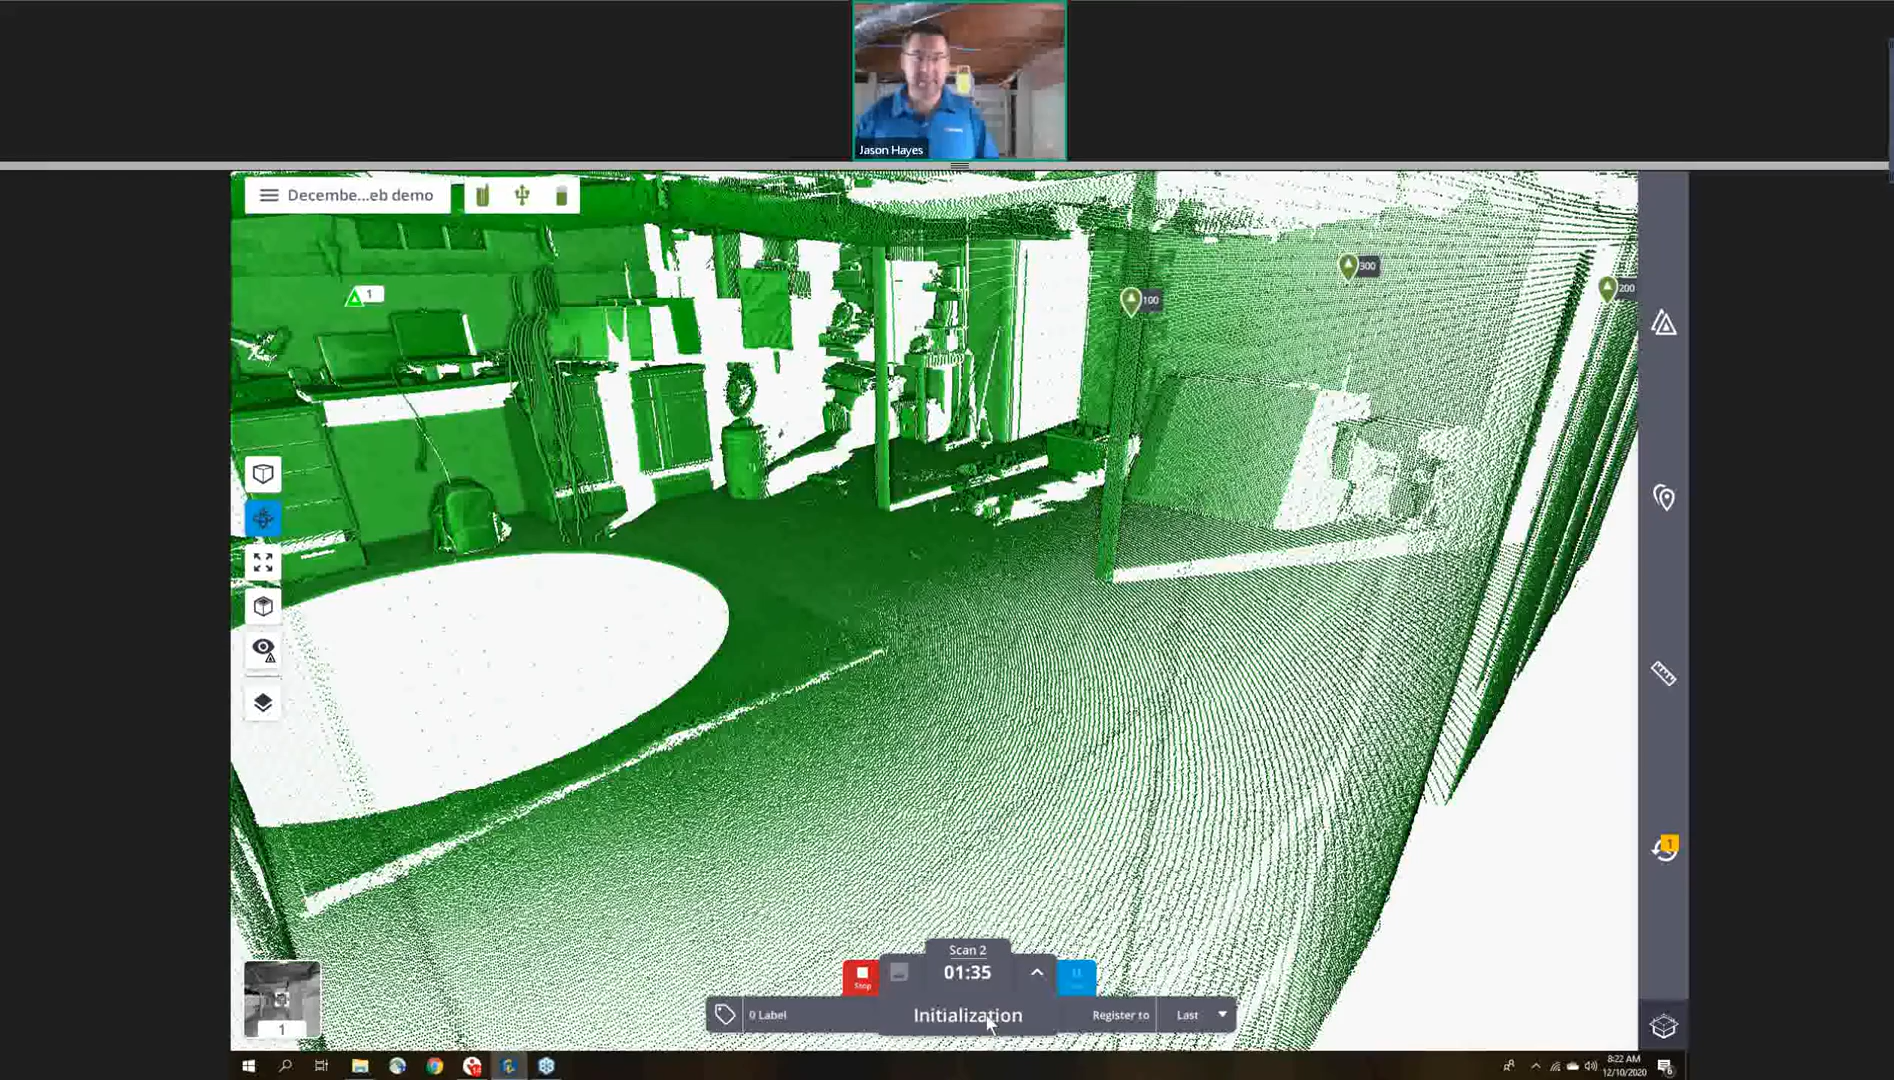 Jason Hayes
Decembe...eb demo
1
300
100
200
1
Scan 2
01:35
Stop
0 Label
Initialization
Register to
Last
1
8:22 AM
12/10/2020